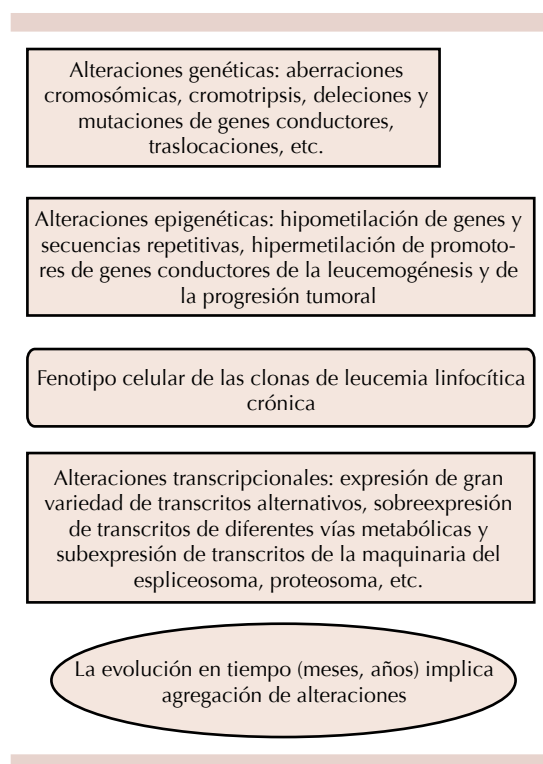 Alteraciones genéticas: aberraciones
cromosómicas, cromotripsis, deleciones y
mutaciones de genes conductores,
traslocaciones, etc.
Alteraciones epigenéticas: hipometilación de genes y
secuencias repetitivas, hipermetilación de promoto-
res de genes conductores de la leucemogénesis y de
la progresión tumoral
Fenotipo celular de las clonas de leucemia linfocítica
crónica
Alteraciones transcripcionales: expresión de gran
variedad de transcritos alternativos, sobreexpresión
de transcritos de diferentes vías metabólicas y
subexpresión de transcritos de la maquinaria del
espliceosoma, proteosoma, etc.
La evolución en tiempo (meses, años) implica
agregación de alteraciones